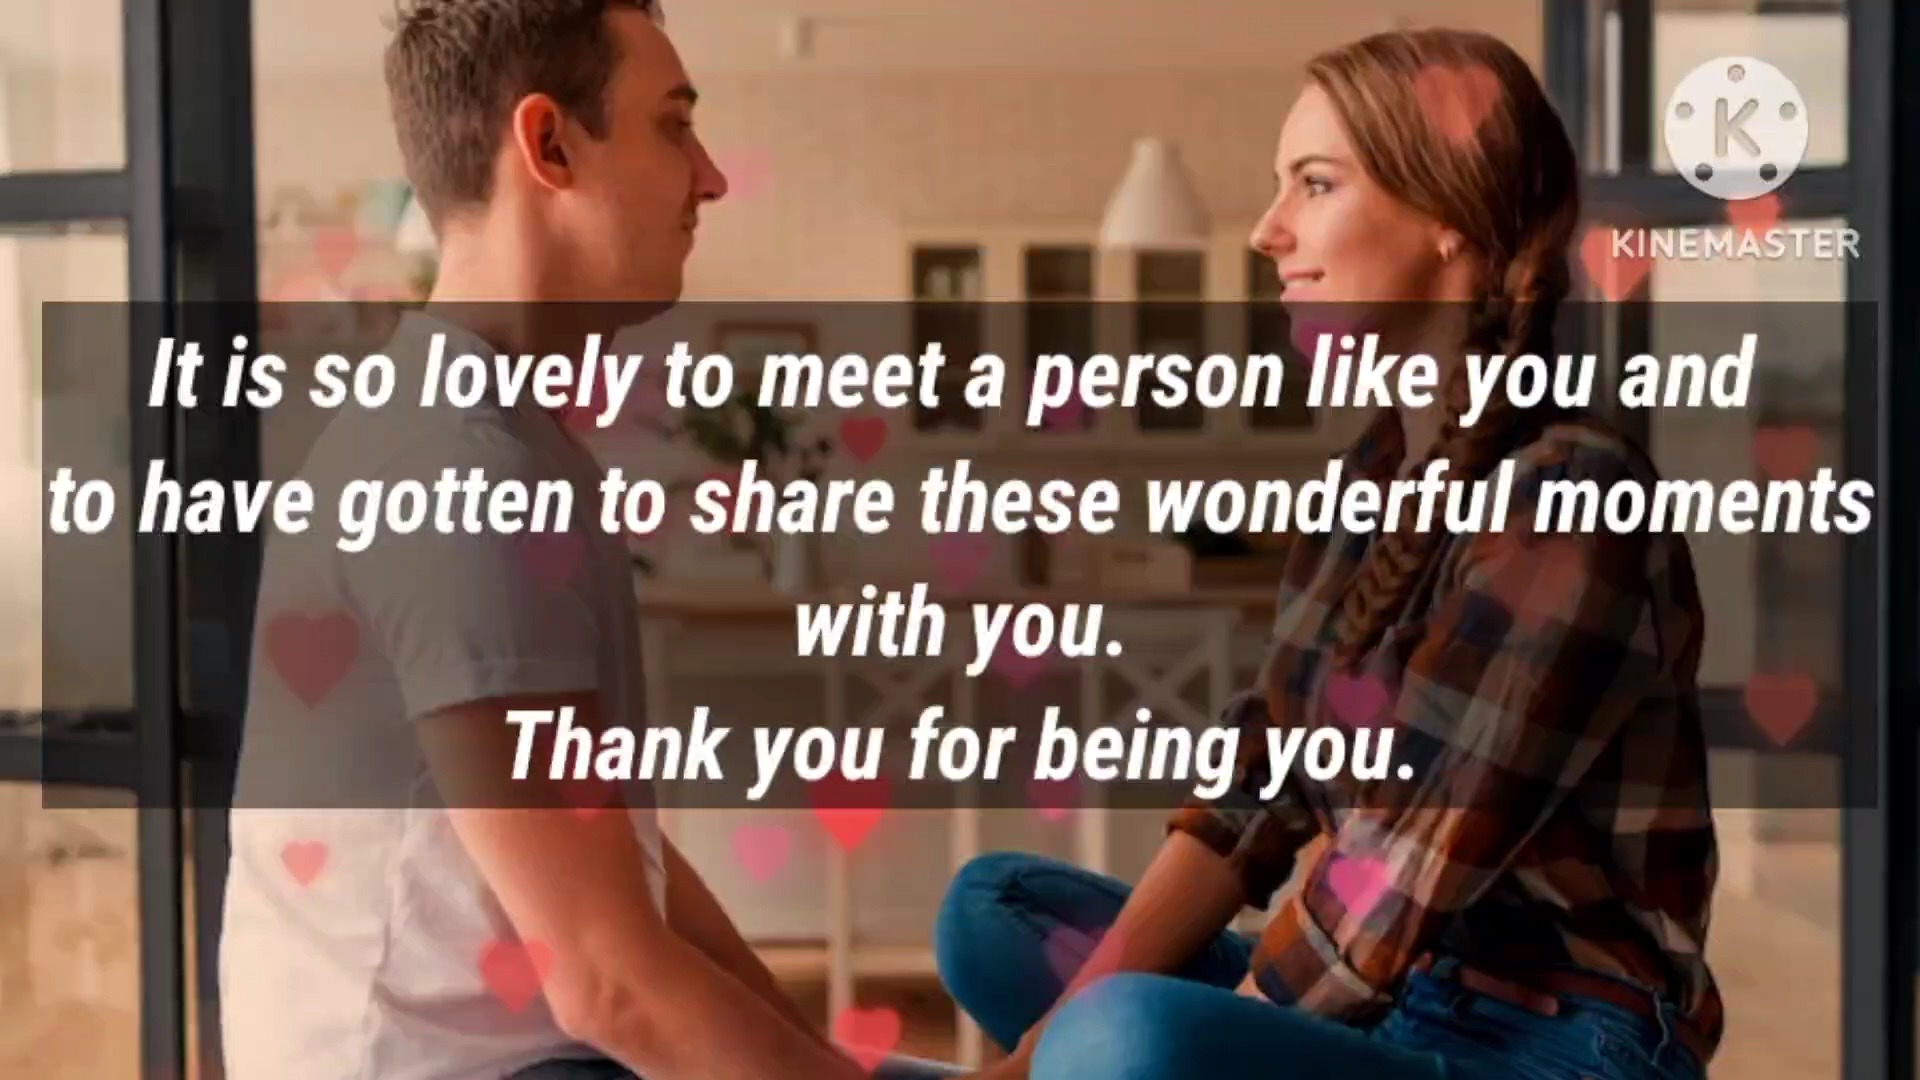 K
KINEMASTER
It is so lovely to meet a person like you and
to have gotten to share these wonderful moments
with you.
Thank you for being you.